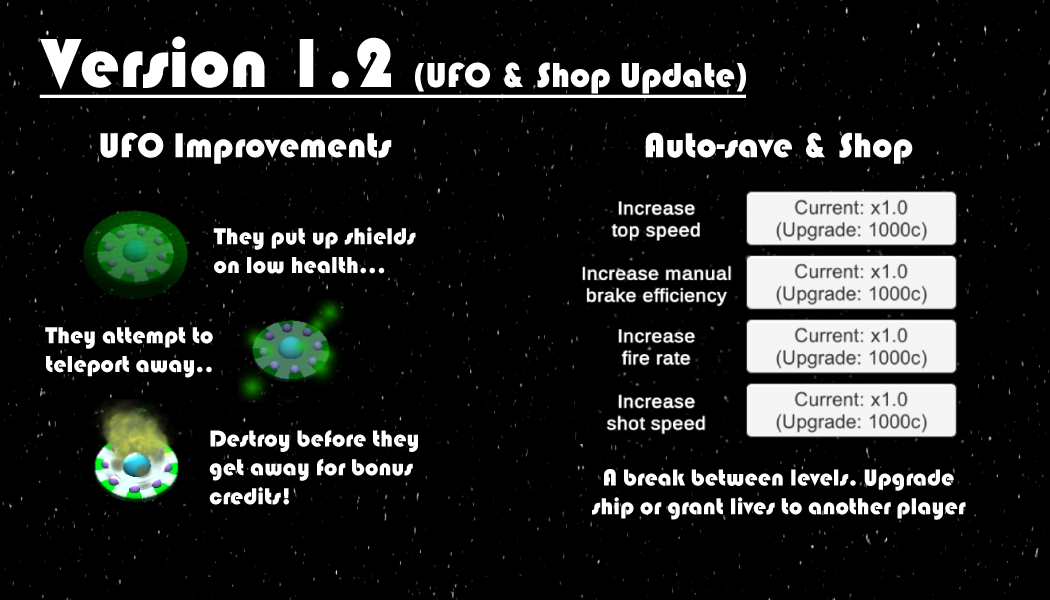 Version 1.2 (UFO & Shop Update)
UFO Improvements
They put up shields
on low health...
They attempt to
teleport away..
Destroy before they
get away for bonus
credits!
Auto-save & Shop
Increase
top speed
Current: x1.0
(Upgrade: 1000c)
Increase manual
brake efficiency
Current: x1.0
(Upgrade: 1000c)
Increase
fire rate
Current: x1.0
(Upgrade: 1000c)
Increase
shot speed
Current: x1.0
(Upgrade: 1000c)
A break between levels. Upgrade
ship or grant lives to another player